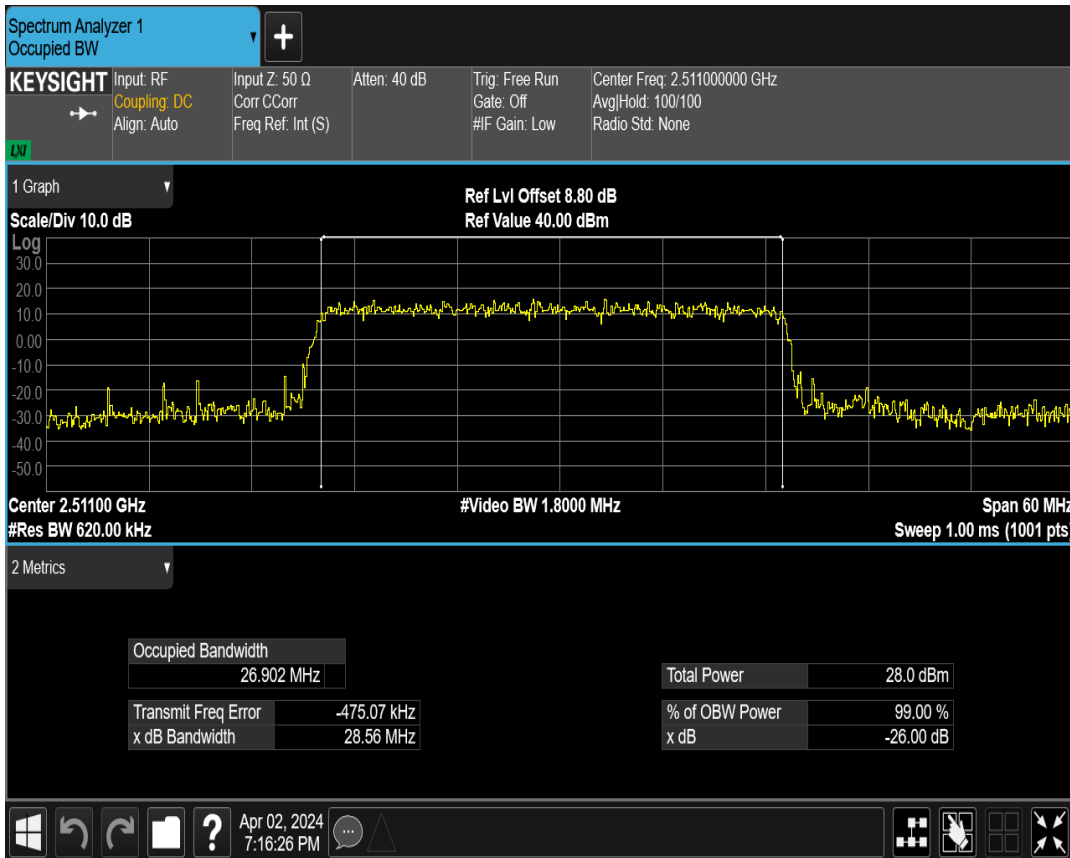 Spectrum Analyzer 1
Occupied BW
KEYSIGHT
Input: RF
Coupling: DC
Align: Auto
Input Z: 50 Ω
Corr CCorr
Freq Ref: Int (S)
Atten: 40 dB
Trig: Free Run
Gate: Off
#IF Gain: Low
Center Freq: 2.511000000 GHz
Avg|Hold: 100/100
Radio Std: None
LXI
1 Graph
Scale/Div 10.0 dB
Ref Lvl Offset 8.80 dB
Ref Value 40.00 dBm
Log
30.0
20.0
10.0
0.00
-10.0
-20.0
-30.0
-40.0
-50.0
Center 2.51100 GHz
#Video BW 1.8000 MHz
Span 60 MHz
#Res BW 620.00 kHz
Sweep 1.00 ms (1001 pts)
2 Metrics
Occupied Bandwidth
26.902 MHz
Total Power 28.0 dBm
Transmit Freq Error -475.07 kHz
% of OBW Power 99.00 %
x dB Bandwidth 28.56 MHz
x dB -26.00 dB
?
Apr 02, 2024
7:16:26 PM